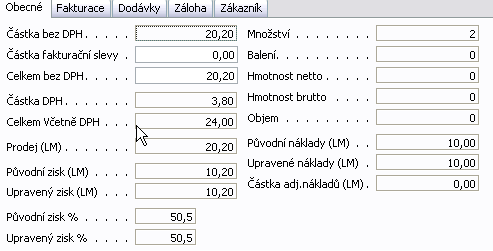 Obecné Fakturace Dodávky Záloha Zákazník
Částka bez DPH . . . . . 20,20
Částka fakturační slevy . . 0,00
Celkem bez DPH . . . . . 20,20
Částka DPH . . . . . . . 3,80
Celkem Včetně DPH . . . 24,00
Prodej (LM) . . . . . . . 20,20
Původní zisk (LM) . . . . 10,20
Upravený zisk (LM) . . . . 10,20
Původní zisk % . . . . . 50,5
Upravený zisk % . . . . 50,5
Množství . . . . . . . . 2
Balení. . . . . . . . . . 0
Hmotnost netto . . . . . 0
Hmotnost brutto . . . . 0
Objem . . . . . . . . . 0
Původní náklady (LM) . . 10,00
Upravené náklady (LM) . . 10,00
Částka adj.nákladů (LM) . 0,00